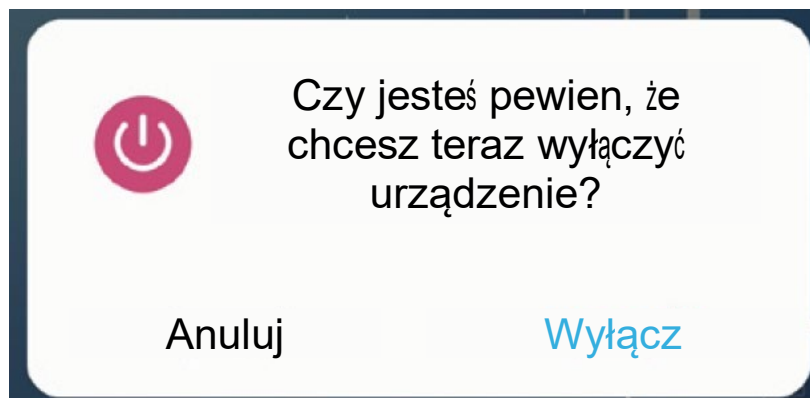 Czy jesteś pewien, że
chcesz teraz wyłączyć
urządzenie?
Anuluj
Wyłącz